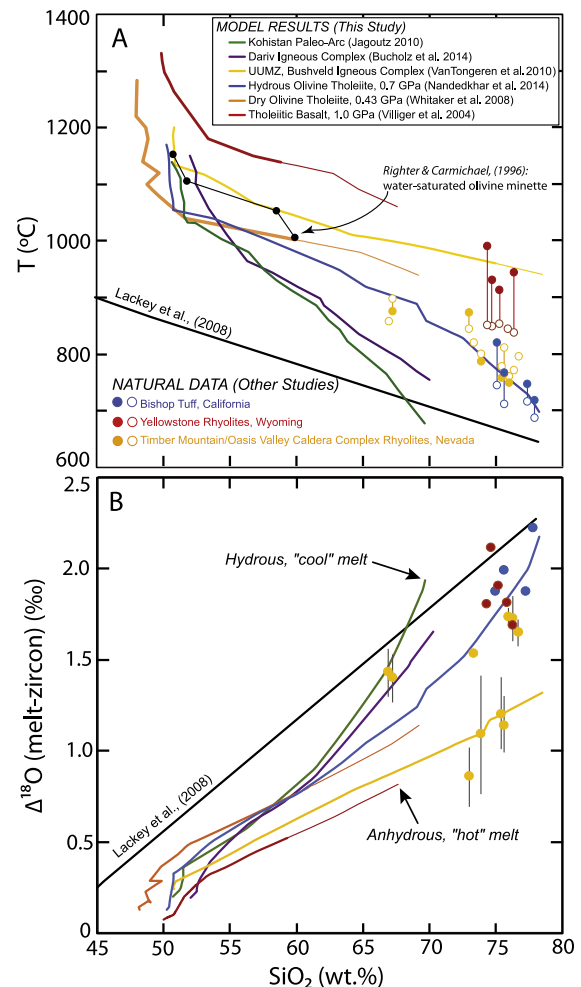 A
MODEL RESULTS (This Study)
Kohistan Paleo-Arc (Jagoutz 2010)
Dariv Igneous Complex (Bucholz et al. 2014)
UUMZ, Bushveld Igneous Complex (VanTongeren et al. 2010)
Hydrous Olivine Tholeiite, 0.7 GPa (Nandedkhar et al. 2014)
Dry Olivine Tholeiite, 0.43 GPa (Whitaker et al. 2008)
Tholeiitic Basalt, 1.0 GPa (Villiger et al. 2004)
1400
1200
1000
800
600
T (ºC)
Righter & Carmichael, (1996):
water-saturated olivine minette
Lackey et al., (2008)
NATURAL DATA (Other Studies)
Bishop Tuff, California
Yellowstone Rhyolites, Wyoming
Timber Mountain/Oasis Valley Caldera Complex Rhyolites, Nevada
B
2.5
2.0
1.5
1.0
0.5
0
Δ¹⁸O (melt-zircon) (‰)
Hydrous, "cool" melt
Lackey et al., (2008)
Anhydrous, "hot" melt
45 50 55 60 65 70 75 80
SiO₂ (wt.%)